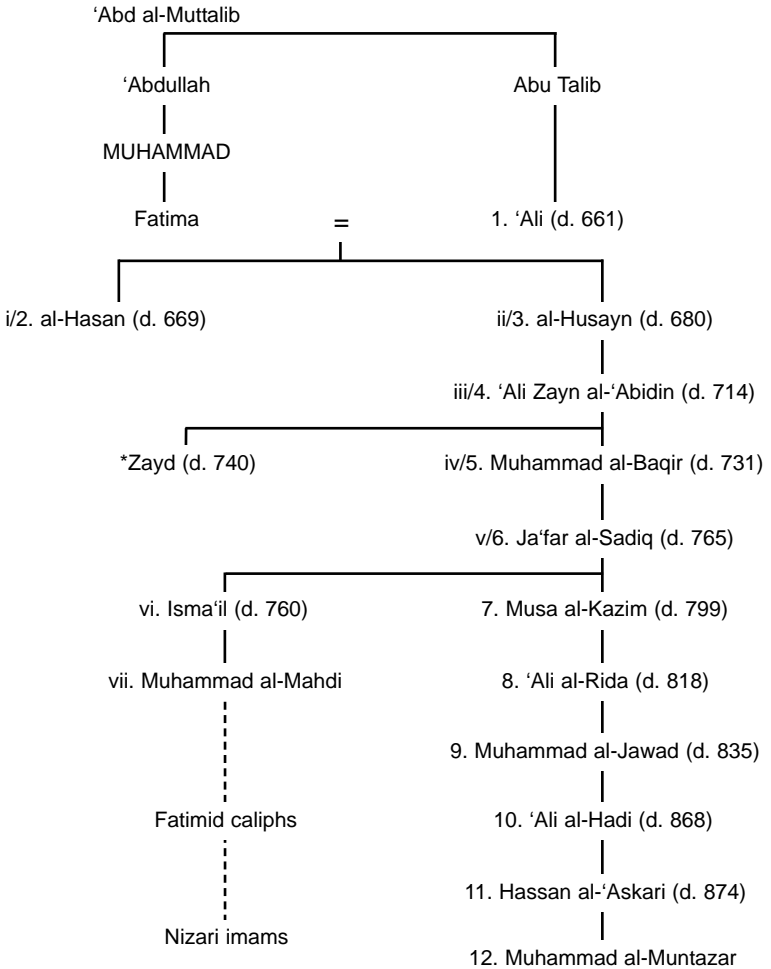 ‘Abd al-Muttalib
‘Abdullah Abu Talib
MUHAMMAD
Fatima = 1. ‘Ali (d. 661)
i/2. al-Hasan (d. 669) ii/3. al-Husayn (d. 680)
iii/4. ‘Ali Zayn al-‘Abidin (d. 714)
*Zayd (d. 740) iv/5. Muhammad al-Baqir (d. 731)
v/6. Ja‘far al-Sadiq (d. 765)
vi. Isma‘il (d. 760) 7. Musa al-Kazim (d. 799)
vii. Muhammad al-Mahdi 8. ‘Ali al-Rida (d. 818)
9. Muhammad al-Jawad (d. 835)
Fatimid caliphs 10. ‘Ali al-Hadi (d. 868)
11. Hassan al-‘Askari (d. 874)
Nizari imams
12. Muhammad al-Muntazar